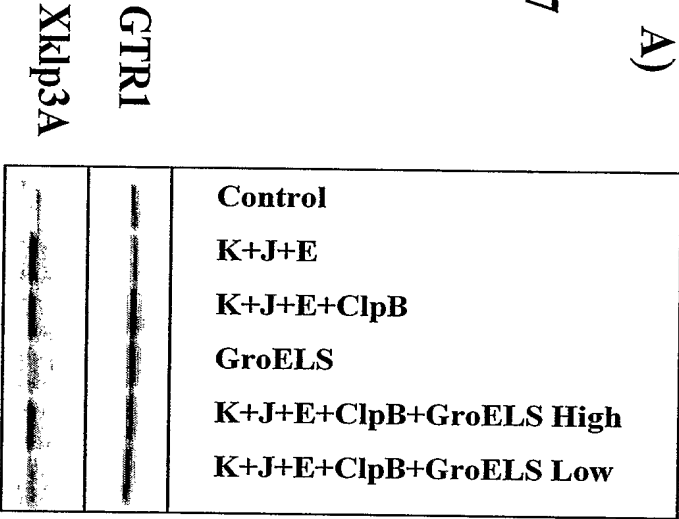 A)
7
GTR1
Xklp3A
Control
K+J+E
K+J+E+ClpB
GroELS
K+J+E+ClpB+GroELS High
K+J+E+ClpB+GroELS Low